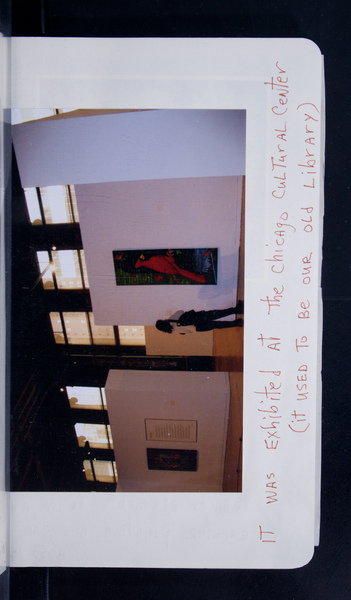 IT WAS ExHibiTED AT The ChicAgo CulTurAL CenTer
(iT USED TO BE OUR OLD LibRARY)